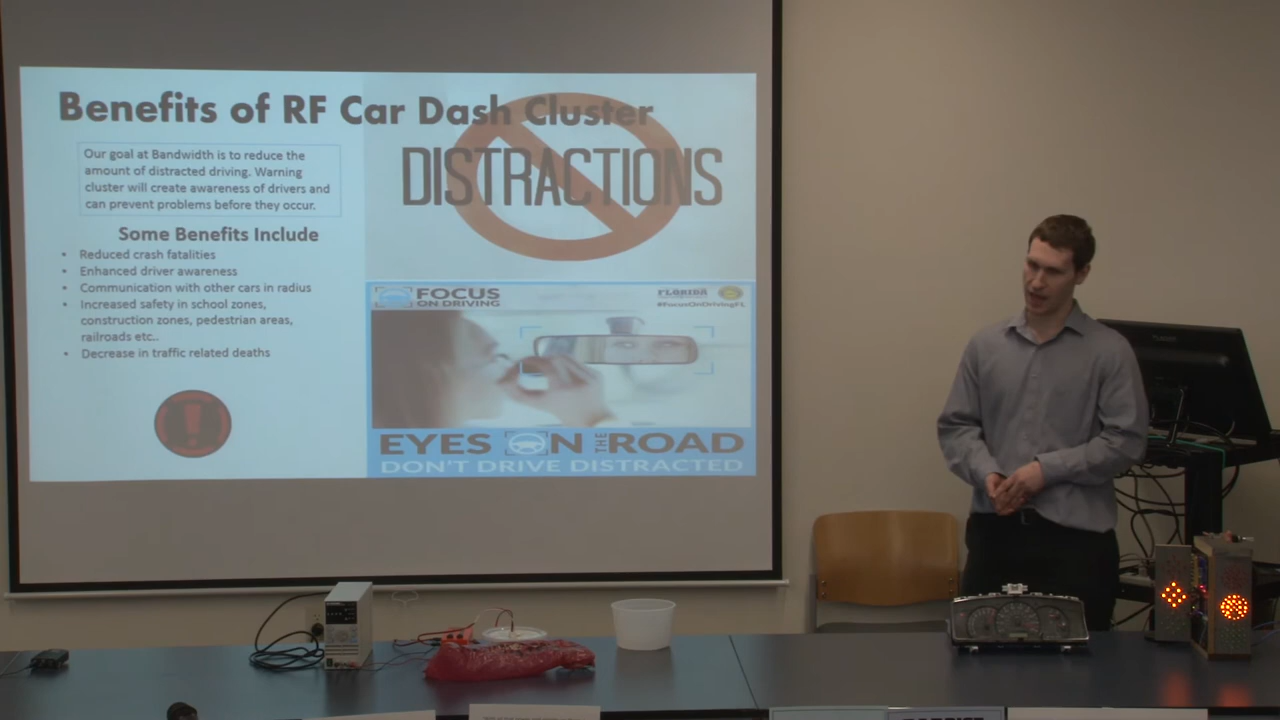 Benefits of RF Car Dash Cluster
Our goal at Bandwidth is to reduce the
amount of distracted driving. Warning
cluster will create awareness of drivers and
can prevent problems before they occur.
Some Benefits Include
• Reduced crash fatalities
• Enhanced driver awareness
• Communication with other cars in radius
• Increased safety in school zones,
construction zones, pedestrian areas,
railroads etc..
• Decrease in traffic related deaths
!
DISTRACTIONS
FOCUS
ON DRIVING
FLORIDA
#FocusOnDrivingFL
EYES ON THE ROAD
DON'T DRIVE DISTRACTED